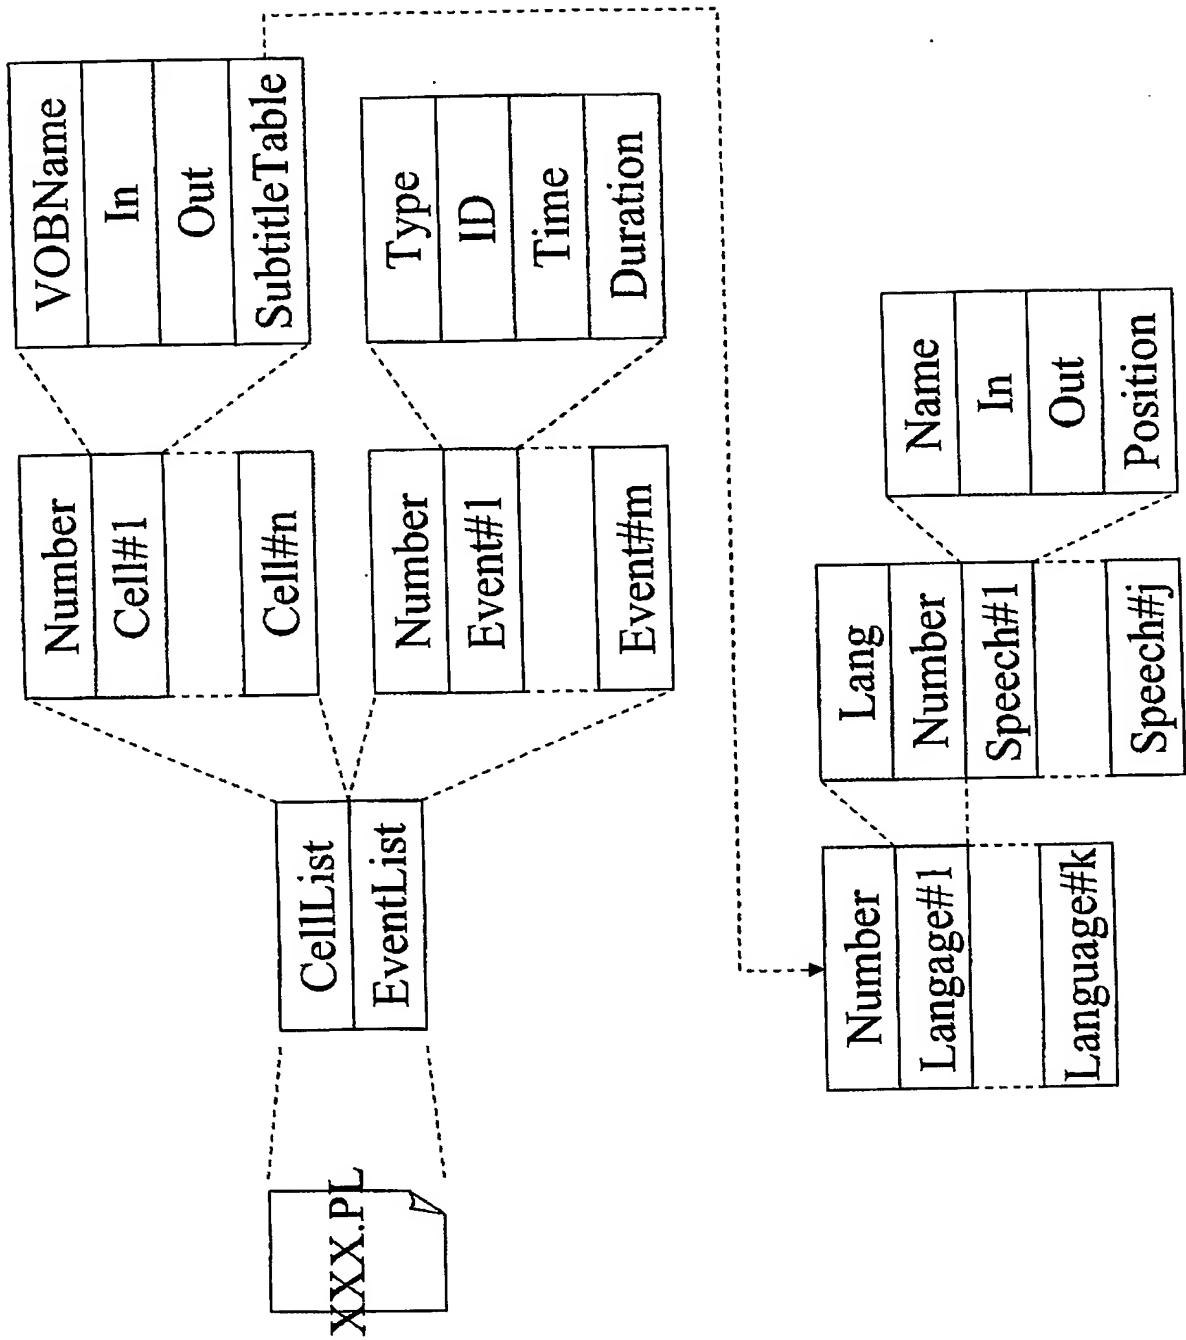 XXX.PL
CellList
EventList
Number
Cell#1
Cell#n
VOBName
In
Out
SubtitleTable
Number
Event#1
Event#m
Type
ID
Time
Duration
Number
Langage#1
Language#k
Lang
Number
Speech#1
Speech#j
Name
In
Out
Position